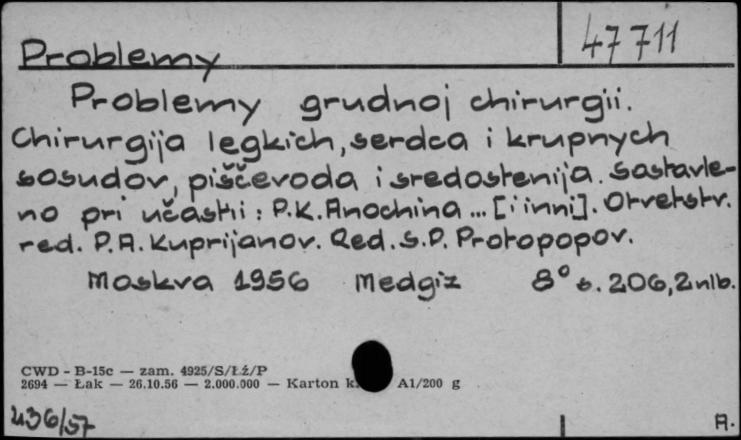 Problemy
47711
Problemy grudnoj chirurgii.
Chirurgija legkich, serdca i krupnych
sosudov, piščevoda i sredostenija. Sastavle-
no pri učastii: P.K. Anochina ... [i inni]. Otvetstv.
red. P.A. Kuprijanov. Red. S.P. Protopopov.
Moskva 1956 Medgiz 8° s. 206, 2 nlb.
CWD - B-15c — zam. 4925/S/Łź/P
2694 — Łak — 26.10.56 — 2.000.000 — Karton k. A1/200 g
436/57
A.